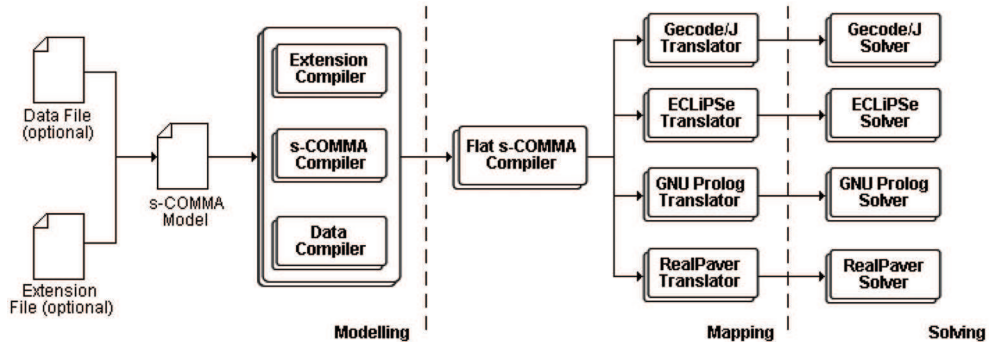 Data File
(optional)
Extension
File (optional)
s-COMMA
Model
Extension
Compiler
s-COMMA
Compiler
Data
Compiler
Modelling
Flat s-COMMA
Compiler
Gecode/J
Translator
ECLiPSe
Translator
GNU Prolog
Translator
RealPaver
Translator
Mapping
Gecode/J
Solver
ECLiPSe
Solver
GNU Prolog
Solver
RealPaver
Solver
Solving